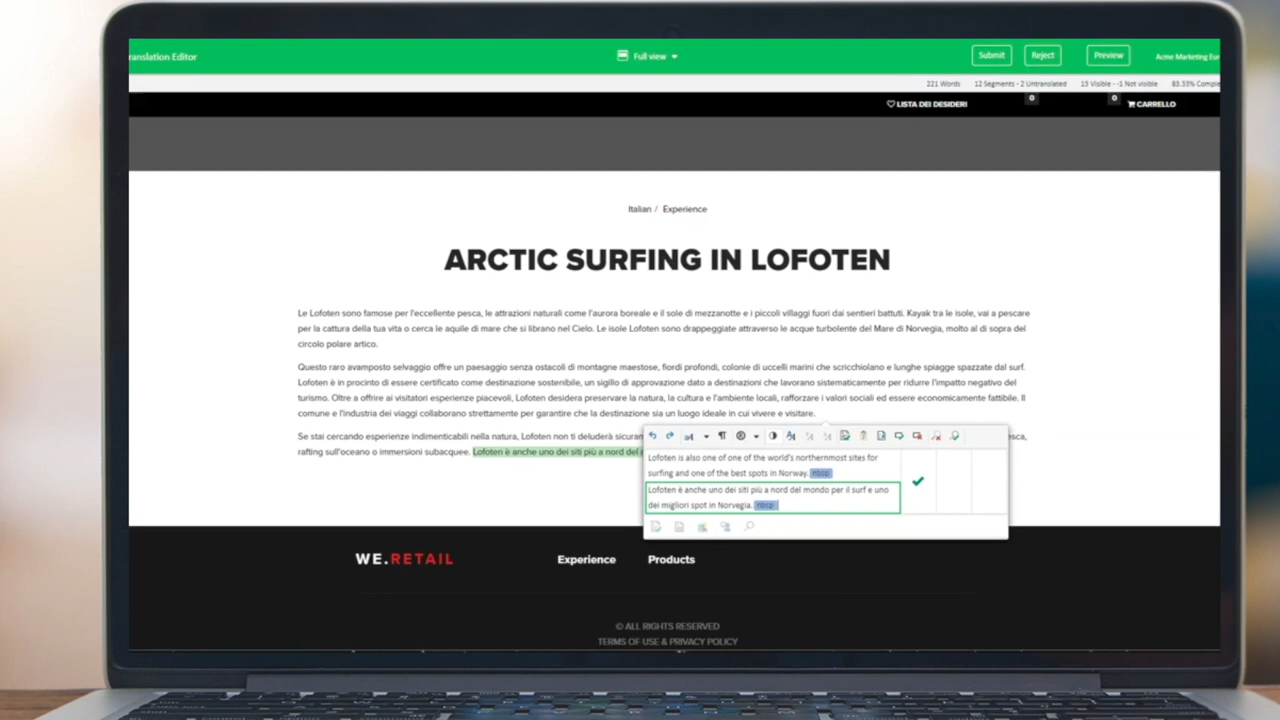 ranslation Editor
Full view
Submit
Reject
Preview
Acme Marketing Eur
221 Words
12 Segments - 2 Untranslated
13 Visible - -1 Not visible
83.33% Comple
LISTA DEI DESIDERI
0
0
CARRELLO
Italian / Experience
ARCTIC SURFING IN LOFOTEN
Le Lofoten sono famose per l'eccellente pesca, le attrazioni naturali come l'aurora boreale e il sole di mezzanotte e i piccoli villaggi fuori dai sentieri battuti. Kayak tra le isole, vai a pescare
per la cattura della tua vita o cerca le aquile di mare che si librano nel Cielo. Le isole Lofoten sono drappeggiate attraverso le acque turbolente del Mare di Norvegia, molto al di sopra del
circolo polare artico.
Questo raro avamposto selvaggio offre un paesaggio senza ostacoli di montagne maestose, fiordi profondi, colonie di uccelli marini che scricchiolano e lunghe spiagge spazzate dal surf.
Lofoten è in procinto di essere certificato come destinazione sostenibile, un sigillo di approvazione dato a destinazioni che lavorano sistematicamente per ridurre l'impatto negativo del
turismo. Oltre a offrire ai visitatori esperienze piacevoli, Lofoten desidera preservare la natura, la cultura e l'ambiente locali, rafforzare i valori sociali ed essere economicamente fattibile. Il
comune e l'industria dei viaggi collaborano strettamente per garantire che la destinazione sia un luogo ideale in cui vivere e visitare.
Se stai cercando esperienze indimenticabili nella natura, Lofoten non ti deluderà sicuran
esca,
rafting sull'oceano o immersioni subacquee. Lofoten è anche uno dei siti più a nord del
Lofoten is also one of one of the world's northernmost sites for
surfing and one of the best spots in Norway. nbsp
Lofoten è anche uno dei siti più a nord del mondo per il surf e uno
dei migliori spot in Norvegia. nbsp
WE.RETAIL
Experience
Products
© ALL RIGHTS RESERVED
TERMS OF USE & PRIVACY POLICY